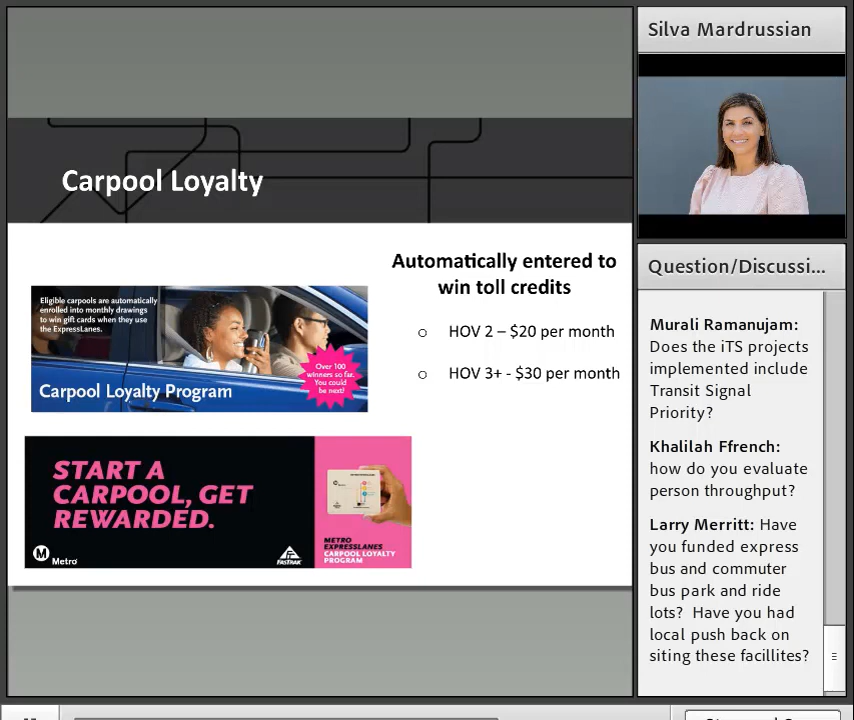 Silva Mardrussian
Carpool Loyalty
Automatically entered to
win toll credits
o HOV 2 – $20 per month
o HOV 3+ - $30 per month
Eligible carpools are automatically
enrolled into monthly drawings
to win gift cards when they
use the ExpressLanes.
Over 100
winners so far.
You could
be next!
Carpool Loyalty Program
START A
CARPOOL, GET
REWARDED.
M
Metro
FASTRAK
METRO
EXPRESSLANES
CARPOOL LOYALTY
PROGRAM
Question/Discussi...
Murali Ramanujam:
Does the iTS projects
implemented include
Transit Signal
Priority?
Khalilah Ffrench:
how do you evaluate
person throughput?
Larry Merritt: Have
you funded express
bus and commuter
bus park and ride
lots? Have you had
local push back on
siting these facillites?